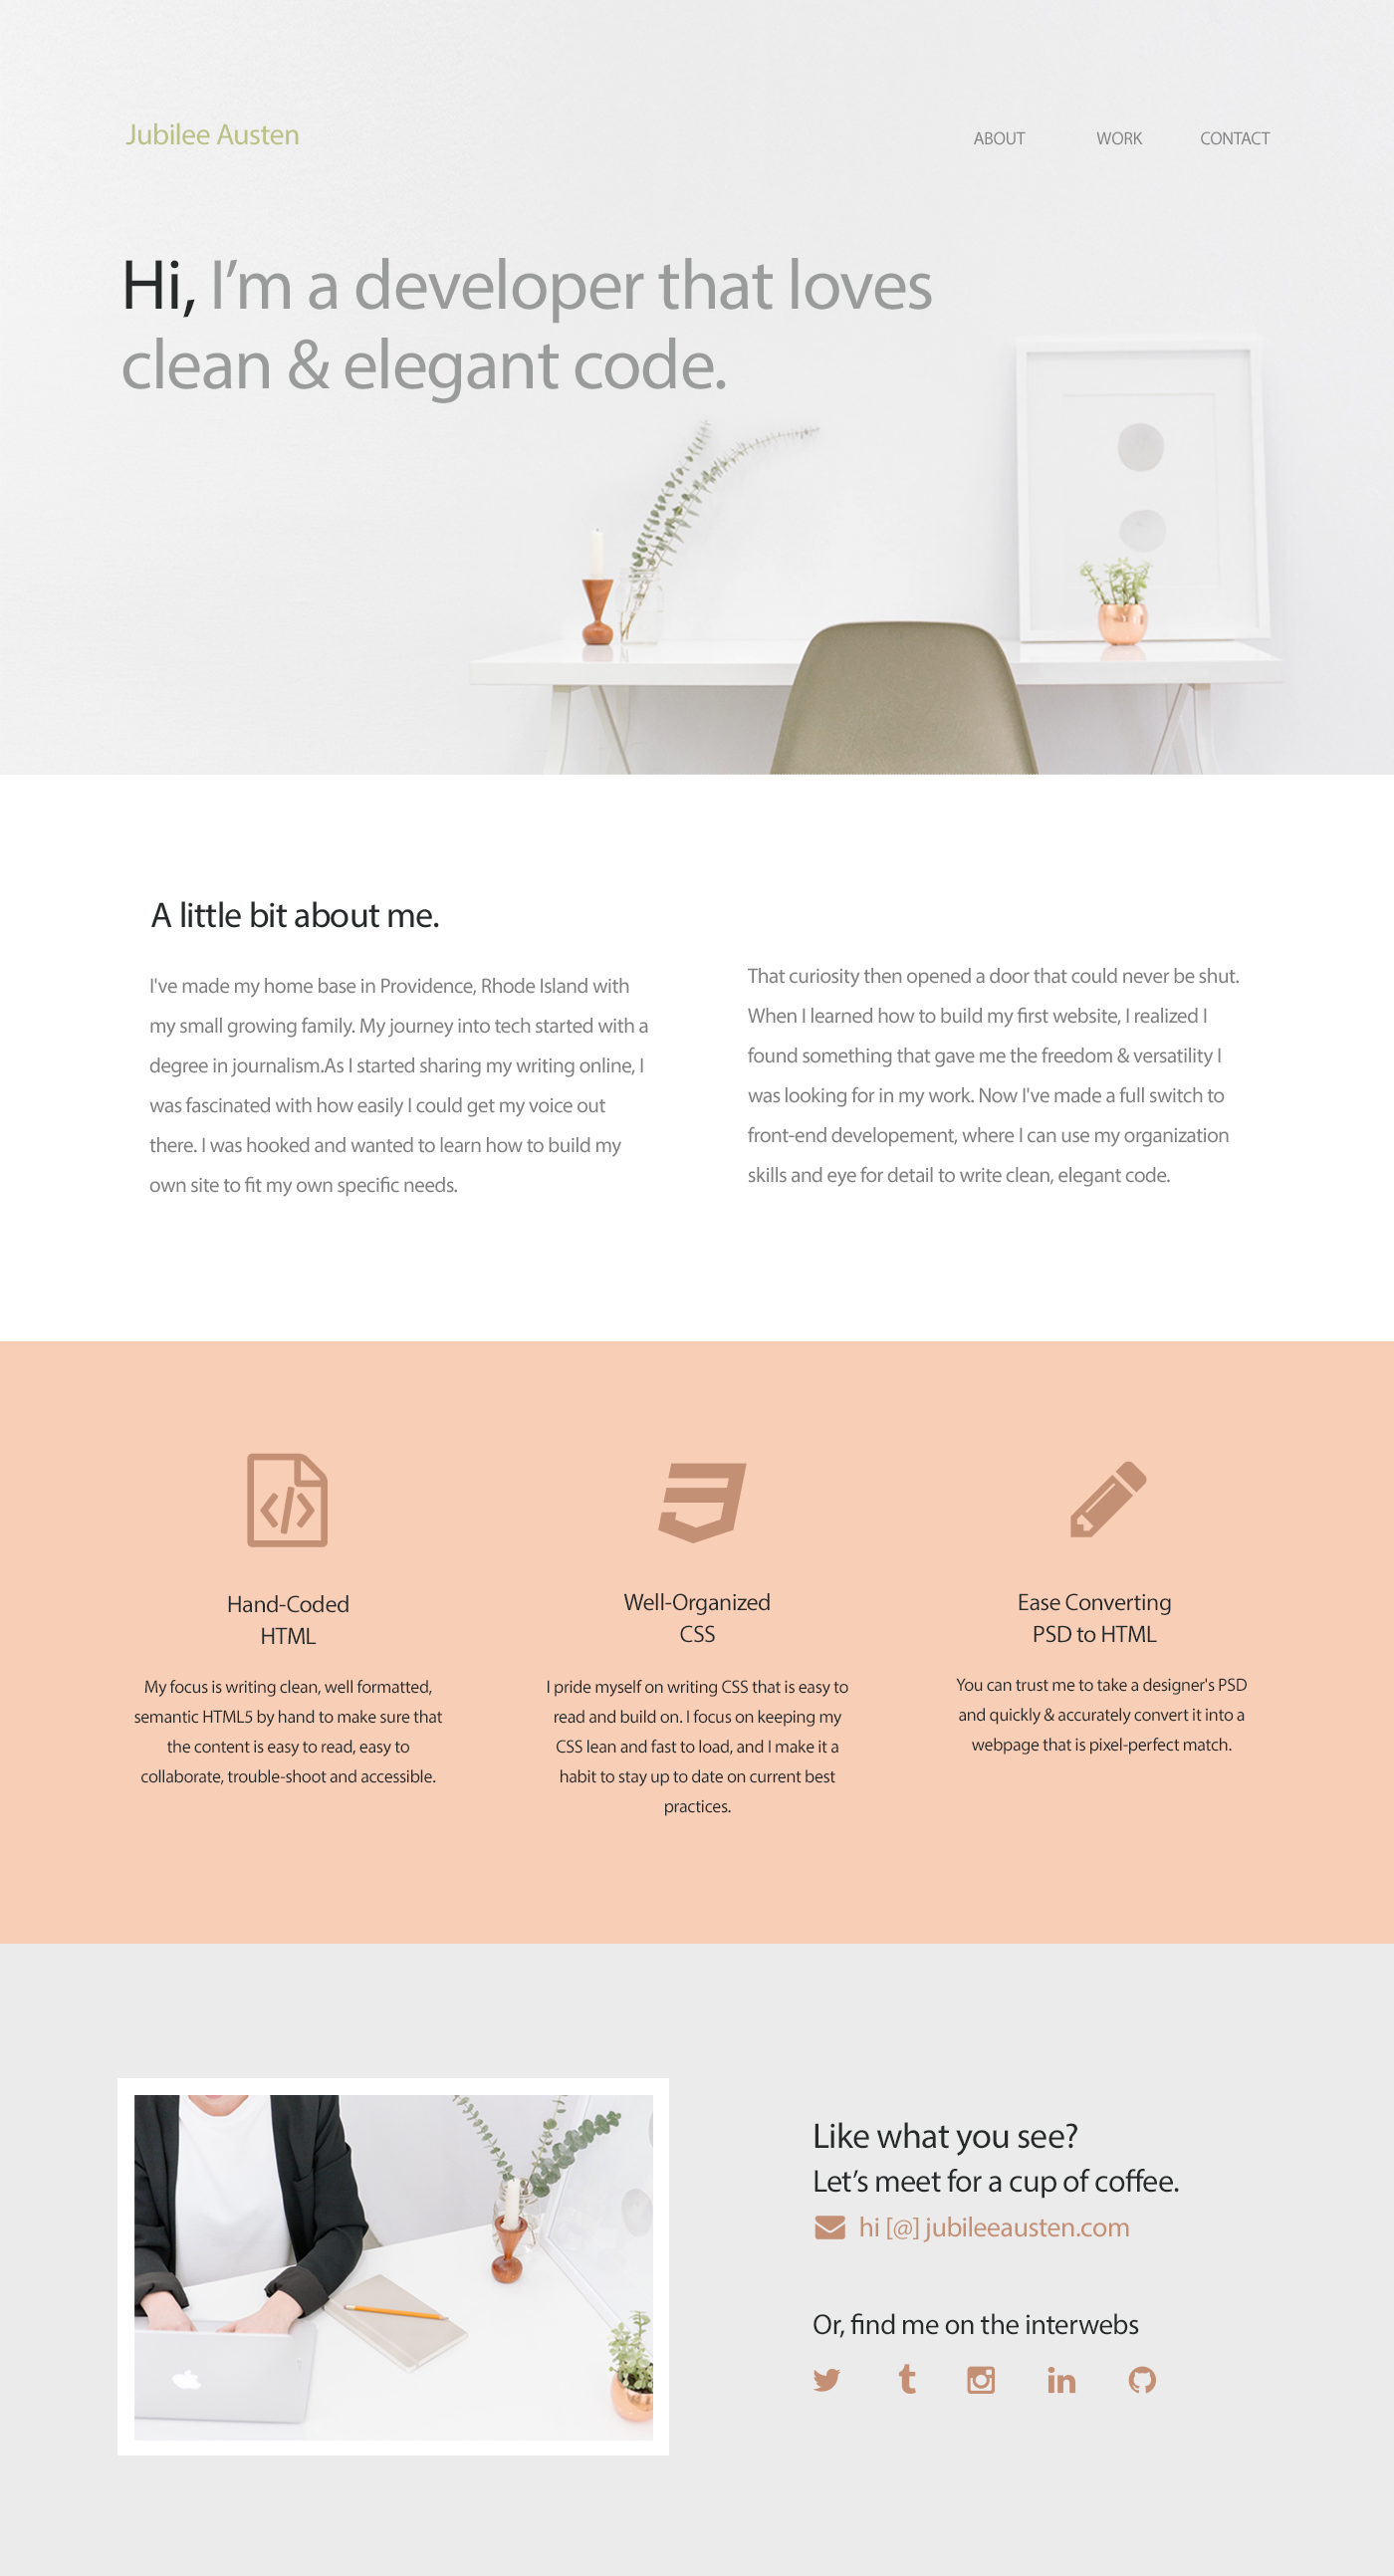 Jubilee Austen
ABOUT WORK CONTACT
Hi, I’m a developer that loves
clean & elegant code.
A little bit about me.
I've made my home base in Providence, Rhode Island with
my small growing family. My journey into tech started with a
degree in journalism.As I started sharing my writing online, I
was fascinated with how easily I could get my voice out
there. I was hooked and wanted to learn how to build my
own site to fit my own specific needs.
That curiosity then opened a door that could never be shut.
When I learned how to build my first website, I realized I
found something that gave me the freedom & versatility I
was looking for in my work. Now I've made a full switch to
front-end developement, where I can use my organization
skills and eye for detail to write clean, elegant code.
Hand-Coded
HTML
My focus is writing clean, well formatted,
semantic HTML5 by hand to make sure that
the content is easy to read, easy to
collaborate, trouble-shoot and accessible.
Well-Organized
CSS
I pride myself on writing CSS that is easy to
read and build on. I focus on keeping my
CSS lean and fast to load, and I make it a
habit to stay up to date on current best
practices.
Ease Converting
PSD to HTML
You can trust me to take a designer's PSD
and quickly & accurately convert it into a
webpage that is pixel-perfect match.
Like what you see?
Let’s meet for a cup of coffee.
hi [@] jubileeausten.com
Or, find me on the interwebs